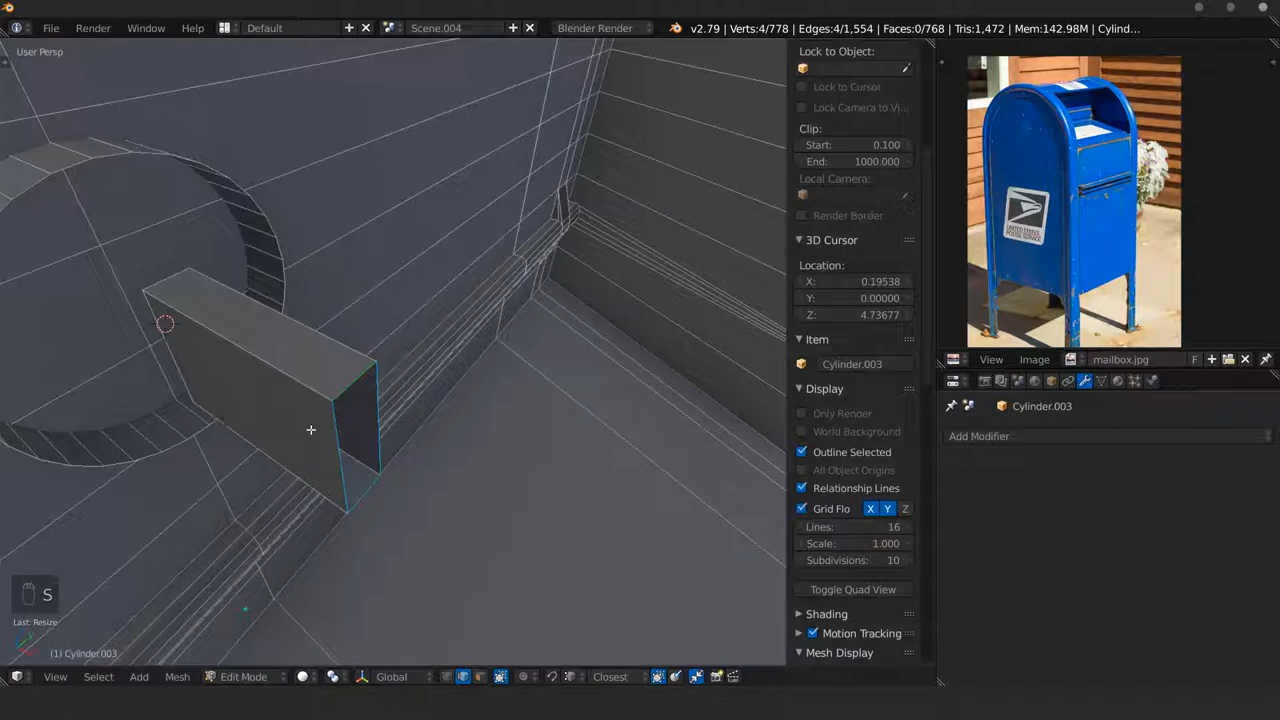 File Render Window Help Default Scene.004 Blender Render v2.79 | Verts:4/778 | Edges:4/1,554 | Faces:0/768 | Tris:1,472 | Mem:142.98M | Cylind...
User Persp
Lock to Object:
Lock to Cursor
Lock Camera to Vi...
Clip:
Start: 0.100
End: 1000.000
Local Camera:
Render Border
3D Cursor
Location:
X: 0.19538
Y: 0.00000
Z: 4.73677
Item
Cylinder.003
Display
Only Render
World Background
Outline Selected
All Object Origins
Relationship Lines
Grid Flo X Y Z
Lines: 16
Scale: 1.000
Subdivisions: 10
Toggle Quad View
Shading
Motion Tracking
Mesh Display
UNITED STATES
POSTAL SERVICE
View Image mailbox.jpg F
Cylinder.003
Add Modifier
S
Last: Resize
(1) Cylinder.003
View Select Add Mesh Edit Mode Global Closest